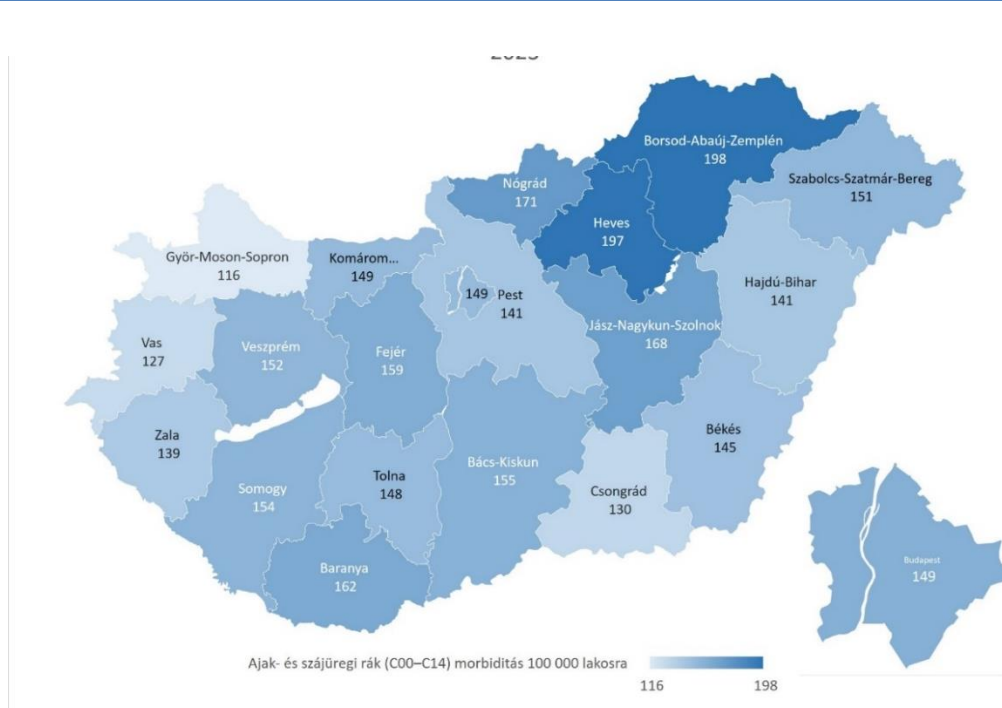 2023
Borsod-Abaúj-Zemplén
198
Szabolcs-Szatmár-Bereg
151
Nógrád
171
Heves
197
Györ-Moson-Sopron
116
Komárom...
149
149
Pest
141
Hajdú-Bihar
141
Jász-Nagykun-Szolnok
168
Vas
127
Veszprém
152
Fejér
159
Zala
139
Békés
145
Bács-Kiskun
155
Tolna
148
Somogy
154
Csongrád
130
Baranya
162
Budapest
149
Ajak- és szájüregi rák (C00–C14) morbiditás 100 000 lakosra
116
198